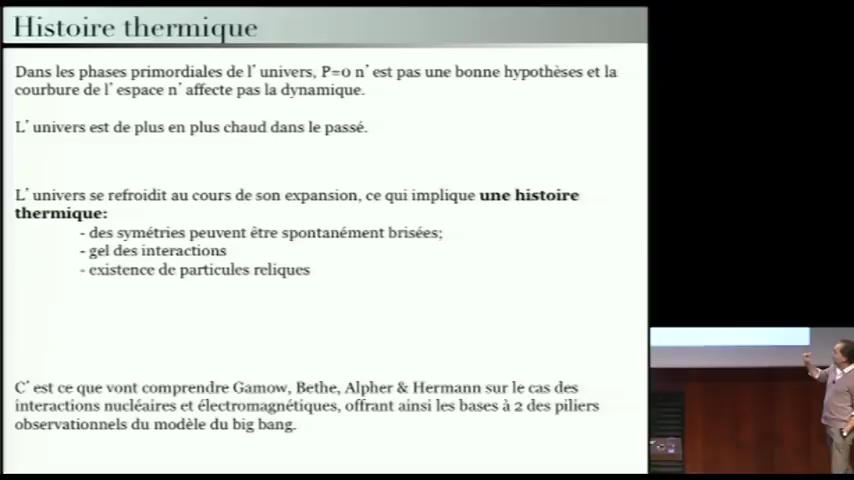 Histoire thermique
Dans les phases primordiales de l'univers, P=0 n'est pas une bonne hypothèses et la
courbure de l'espace n'affecte pas la dynamique.
L'univers est de plus en plus chaud dans le passé.
L'univers se refroidit au cours de son expansion, ce qui implique une histoire
thermique:
- des symétries peuvent être spontanément brisées;
- gel des interactions
- existence de particules reliques
C'est ce que vont comprendre Gamow, Bethe, Alpher & Hermann sur le cas des
interactions nucléaires et électromagnétiques, offrant ainsi les bases à 2 des piliers
observationnels du modèle du big bang.